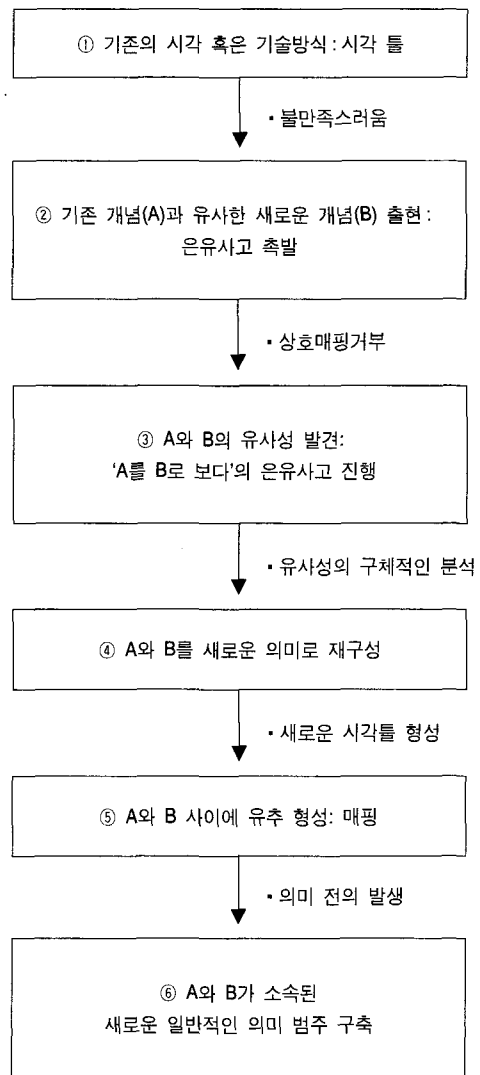 ① 기존의 시각 혹은 기술방식 : 시각 틀
▪ 불만족스러움
② 기존 개념(A)과 유사한 새로운 개념(B) 출현 :
은유사고 촉발
▪ 상호매핑거부
③ A와 B의 유사성 발견:
'A를 B로 보다'의 은유사고 진행
▪ 유사성의 구체적인 분석
④ A와 B를 새로운 의미로 재구성
▪ 새로운 시각틀 형성
⑤ A와 B 사이에 유추 형성: 매핑
▪ 의미 전의 발생
⑥ A와 B가 소속된
새로운 일반적인 의미 범주 구축